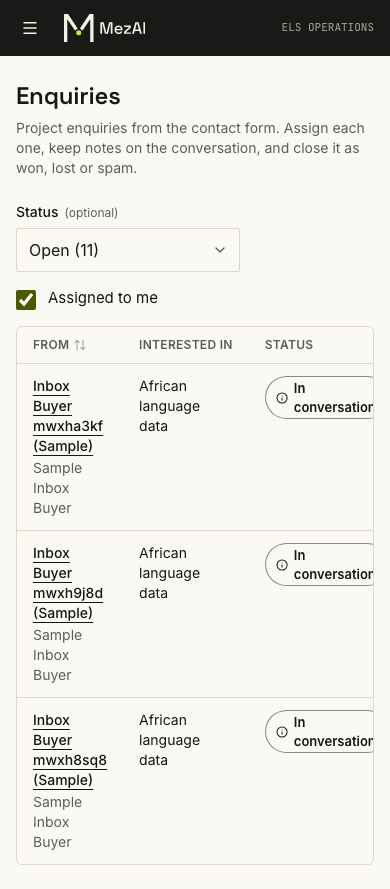 MezAI
ELS OPERATIONS
Enquiries
Project enquiries from the contact form. Assign each
one, keep notes on the conversation, and close it as
won, lost or spam.
Status (optional)
Open (11)
Assigned to me
FROM INTERESTED IN STATUS
Inbox
Buyer
mwxha3kf
(Sample)
Sample
Inbox
Buyer
African
language
data
In
conversation
Inbox
Buyer
mwxh9j8d
(Sample)
Sample
Inbox
Buyer
African
language
data
In
conversation
Inbox
Buyer
mwxh8sq8
(Sample)
Sample
Inbox
Buyer
African
language
data
In
conversation